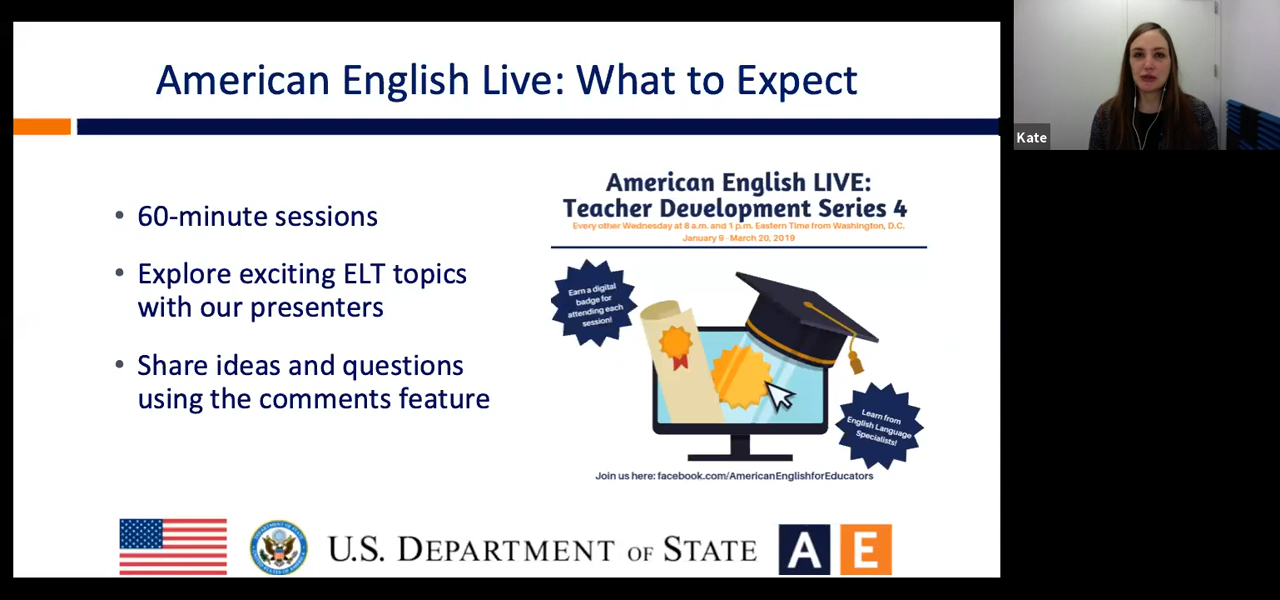 American English Live: What to Expect
Kate
• 60-minute sessions
• Explore exciting ELT topics
with our presenters
• Share ideas and questions
using the comments feature
American English LIVE:
Teacher Development Series 4
Every other Wednesday at 8 a.m. and 1 p.m. Eastern Time from Washington, D.C.
January 9 - March 20, 2019
Earn a digital
badge for
attending each
session!
Learn from
English Language
Specialists!
Join us here: facebook.com/AmericanEnglishforEducators
U.S. DEPARTMENT OF STATE
A E